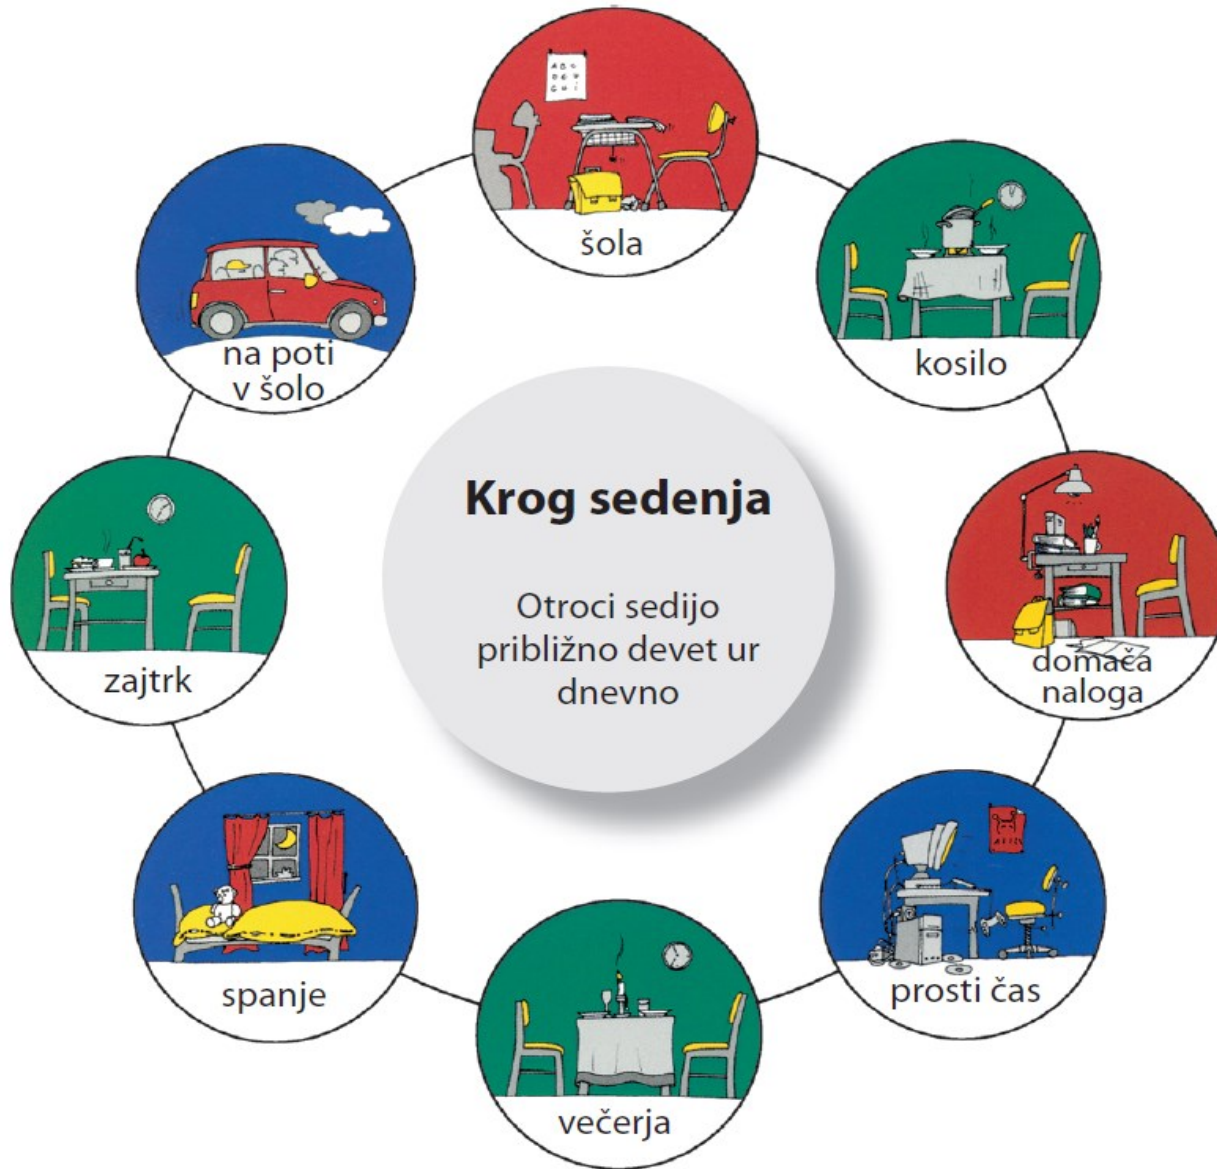 Krog sedenja
Otroci sedijo
približno devet ur
dnevno
šola
kosilo
domača
naloga
prosti čas
večerja
spanje
zajtrk
na poti
v šolo